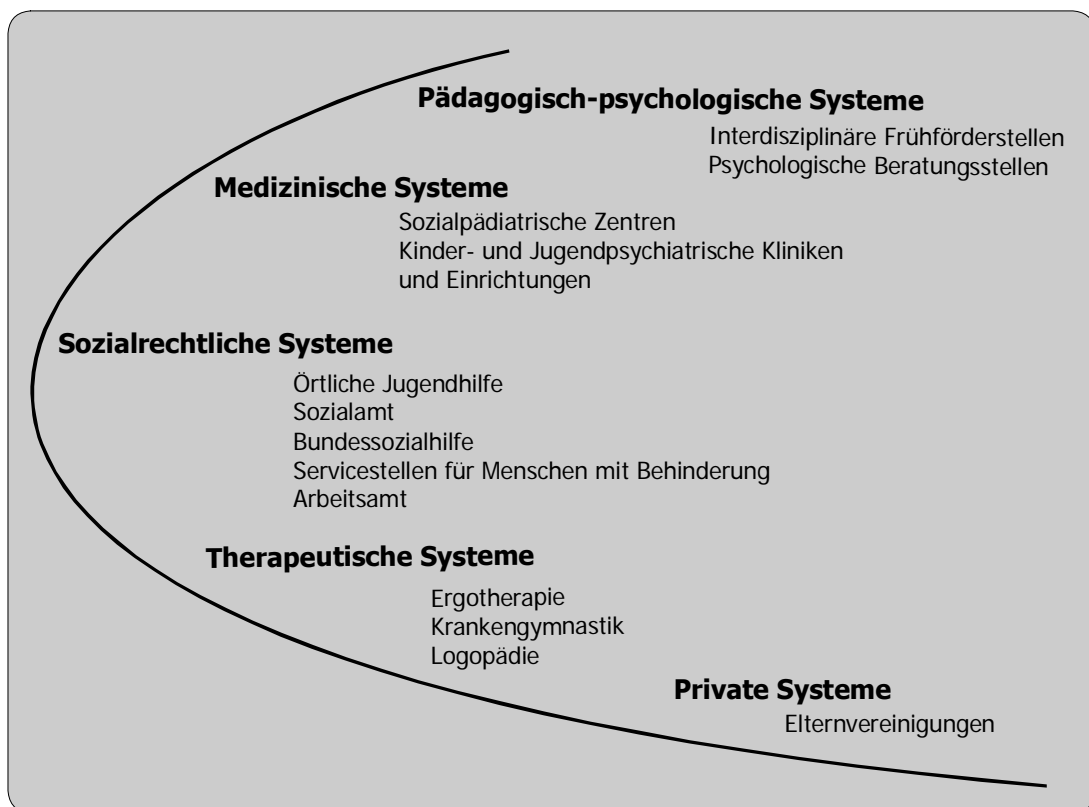 Pädagogisch-psychologische Systeme
Interdisziplinäre Frühförderstellen
Psychologische Beratungsstellen
Medizinische Systeme
Sozialpädiatrische Zentren
Kinder- und Jugendpsychiatrische Kliniken
und Einrichtungen
Sozialrechtliche Systeme
Örtliche Jugendhilfe
Sozialamt
Bundessozialhilfe
Servicestellen für Menschen mit Behinderung
Arbeitsamt
Therapeutische Systeme
Ergotherapie
Krankengymnastik
Logopädie
Private Systeme
Elternvereinigungen